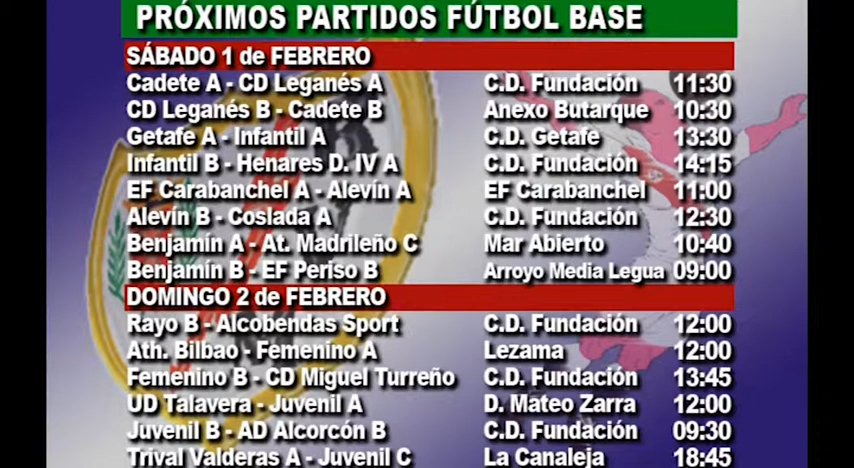 PRÓXIMOS PARTIDOS FÚTBOL BASE
SÁBADO 1 de FEBRERO
Cadete A - CD Leganés A C.D. Fundación 11:30
CD Leganés B - Cadete B Anexo Butarque 10:30
Getafe A - Infantil A C.D. Getafe 13:30
Infantil B - Henares D. IV A C.D. Fundación 14:15
EF Carabanchel A - Alevín A EF Carabanchel 11:00
Alevín B - Coslada A C.D. Fundación 12:30
Benjamín A - At. Madrileño C Mar Abierto 10:40
Benjamín B - EF Periso B Arroyo Media Legua 09:00
DOMINGO 2 de FEBRERO
Rayo B - Alcobendas Sport C.D. Fundación 12:00
Ath. Bilbao - Femenino A Lezama 12:00
Femenino B - CD Miguel Turreño C.D. Fundación 13:45
UD Talavera - Juvenil A D. Mateo Zarra 12:00
Juvenil B - AD Alcorcón B C.D. Fundación 09:30
Trival Valderas A - Juvenil C La Canaleja 18:45